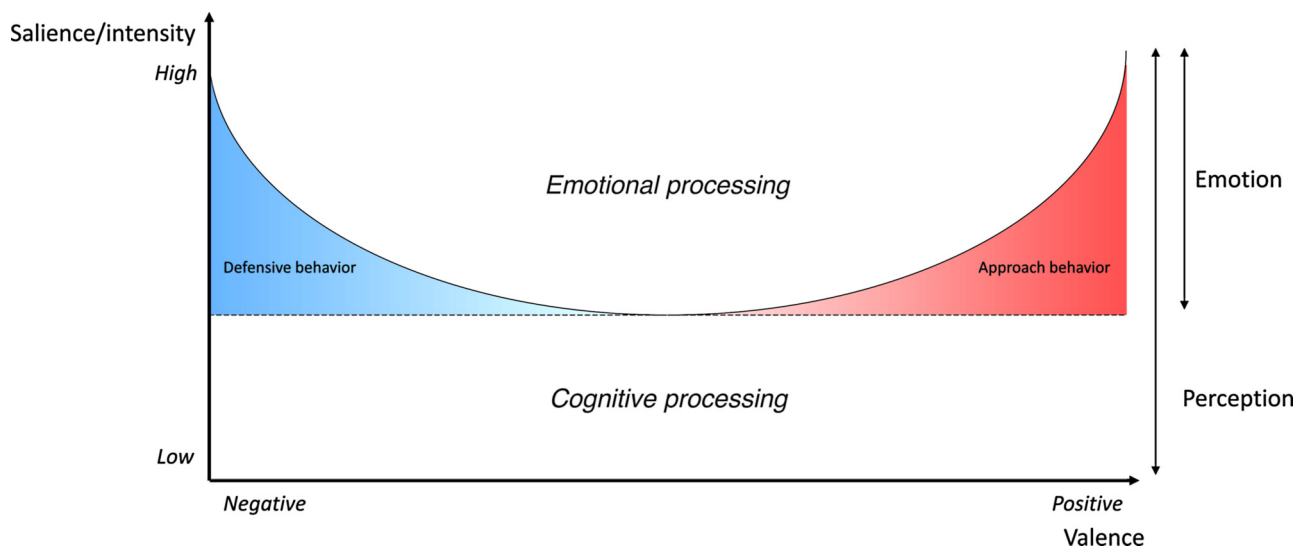 Salience/intensity
High
Emotional processing
Emotion
Defensive behavior
Approach behavior
Cognitive processing
Perception
Low
Negative
Positive
Valence